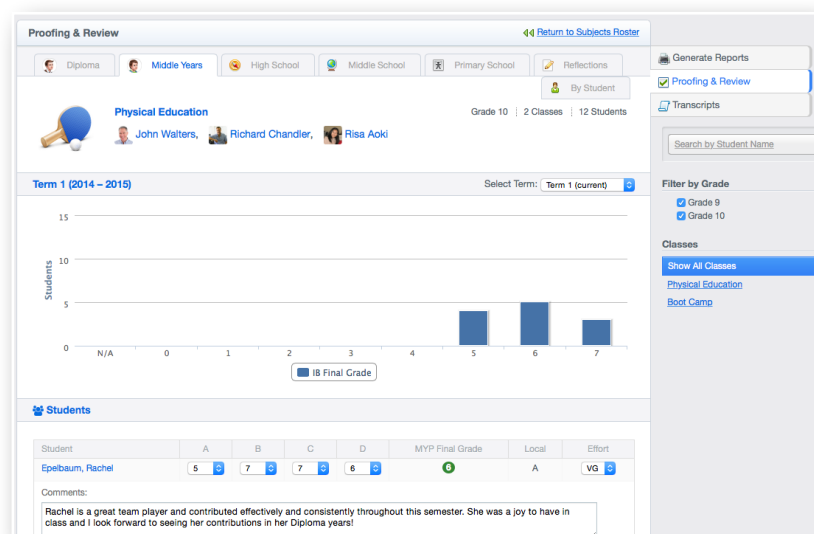 Proofing & Review
Return to Subjects Roster
Diploma
Middle Years
High School
Middle School
Primary School
Reflections
By Student
Physical Education
Grade 10 | 2 Classes | 12 Students
John Walters, Richard Chandler, Risa Aoki
Term 1 (2014 – 2015)
Select Term: Term 1 (current)
15
10
5
0
Students
N/A 0 1 2 3 4 5 6 7
IB Final Grade
Students
Student A B C D MYP Final Grade Local Effort
Epelbaum, Rachel 5 7 7 6 6 A VG
Comments:
Rachel is a great team player and contributed effectively and consistently throughout this semester. She was a joy to have in
class and I look forward to seeing her contributions in her Diploma years!
Generate Reports
Proofing & Review
Transcripts
Search by Student Name
Filter by Grade
Grade 9
Grade 10
Classes
Show All Classes
Physical Education
Boot Camp